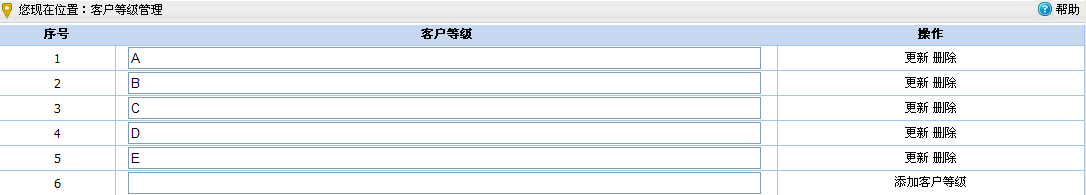 您现在位置：客户等级管理 帮助
序号 客户等级 操作
1 A 更新 删除
2 B 更新 删除
3 C 更新 删除
4 D 更新 删除
5 E 更新 删除
6 添加客户等级